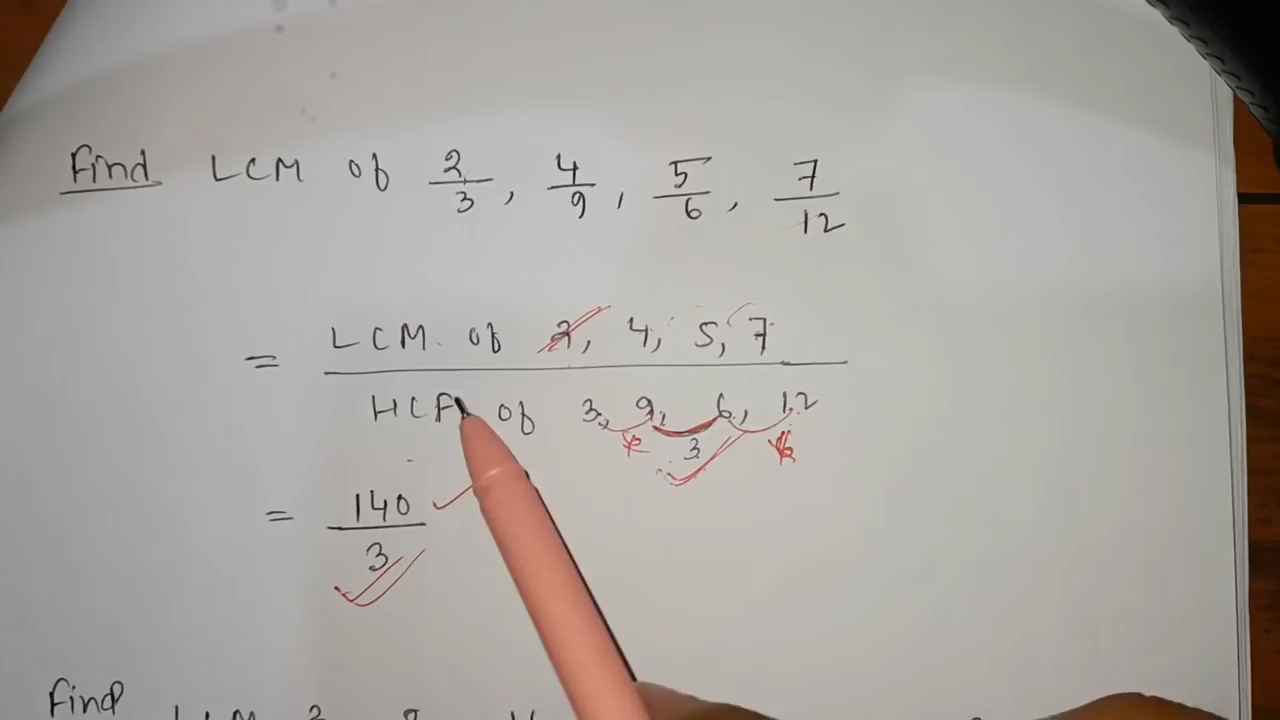 Find LCM of 2/3, 4/9, 5/6, 7/12
= LCM of 2, 4, 5, 7
HCF of 3, 9, 6, 12
3
= 140/3
Find